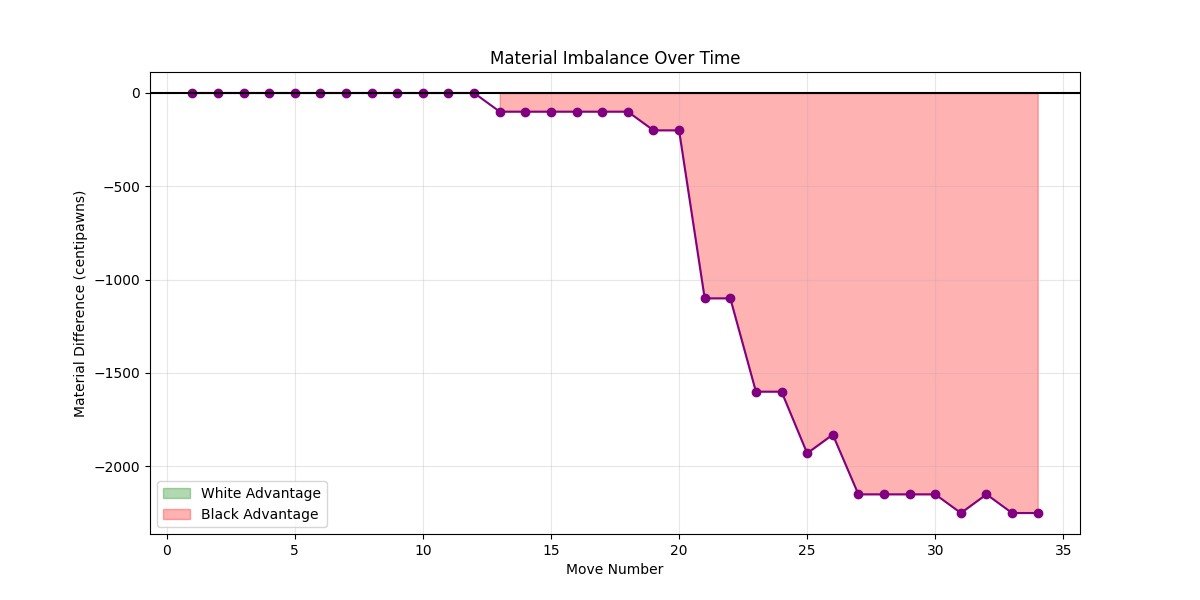 Material Imbalance Over Time
Material Difference (centipawns)
0
−500
−1000
−1500
−2000
White Advantage
Black Advantage
0 5 10 15 20 25 30 35
Move Number